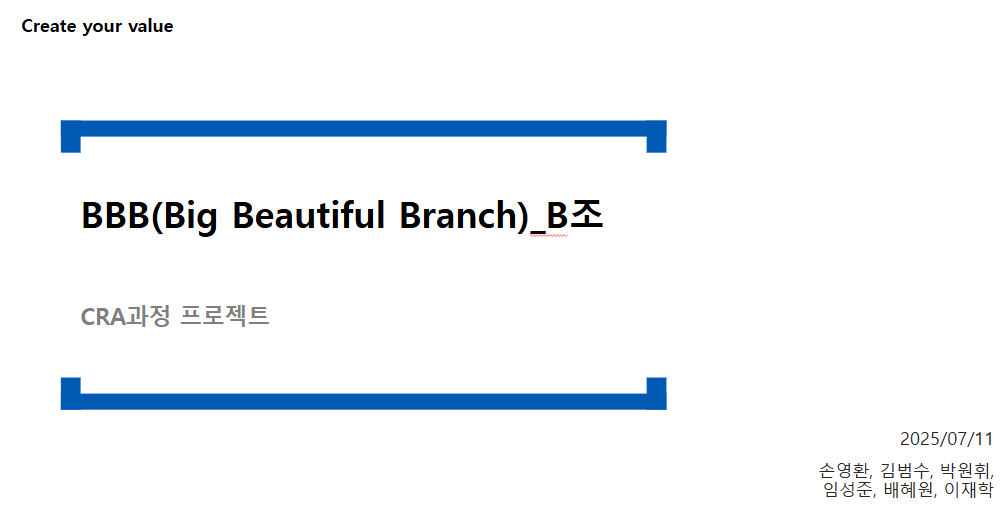 Create your value
BBB(Big Beautiful Branch)_B조
CRA과정 프로젝트
2025/07/11
손영환, 김범수, 박원휘,
임성준, 배혜원, 이재학